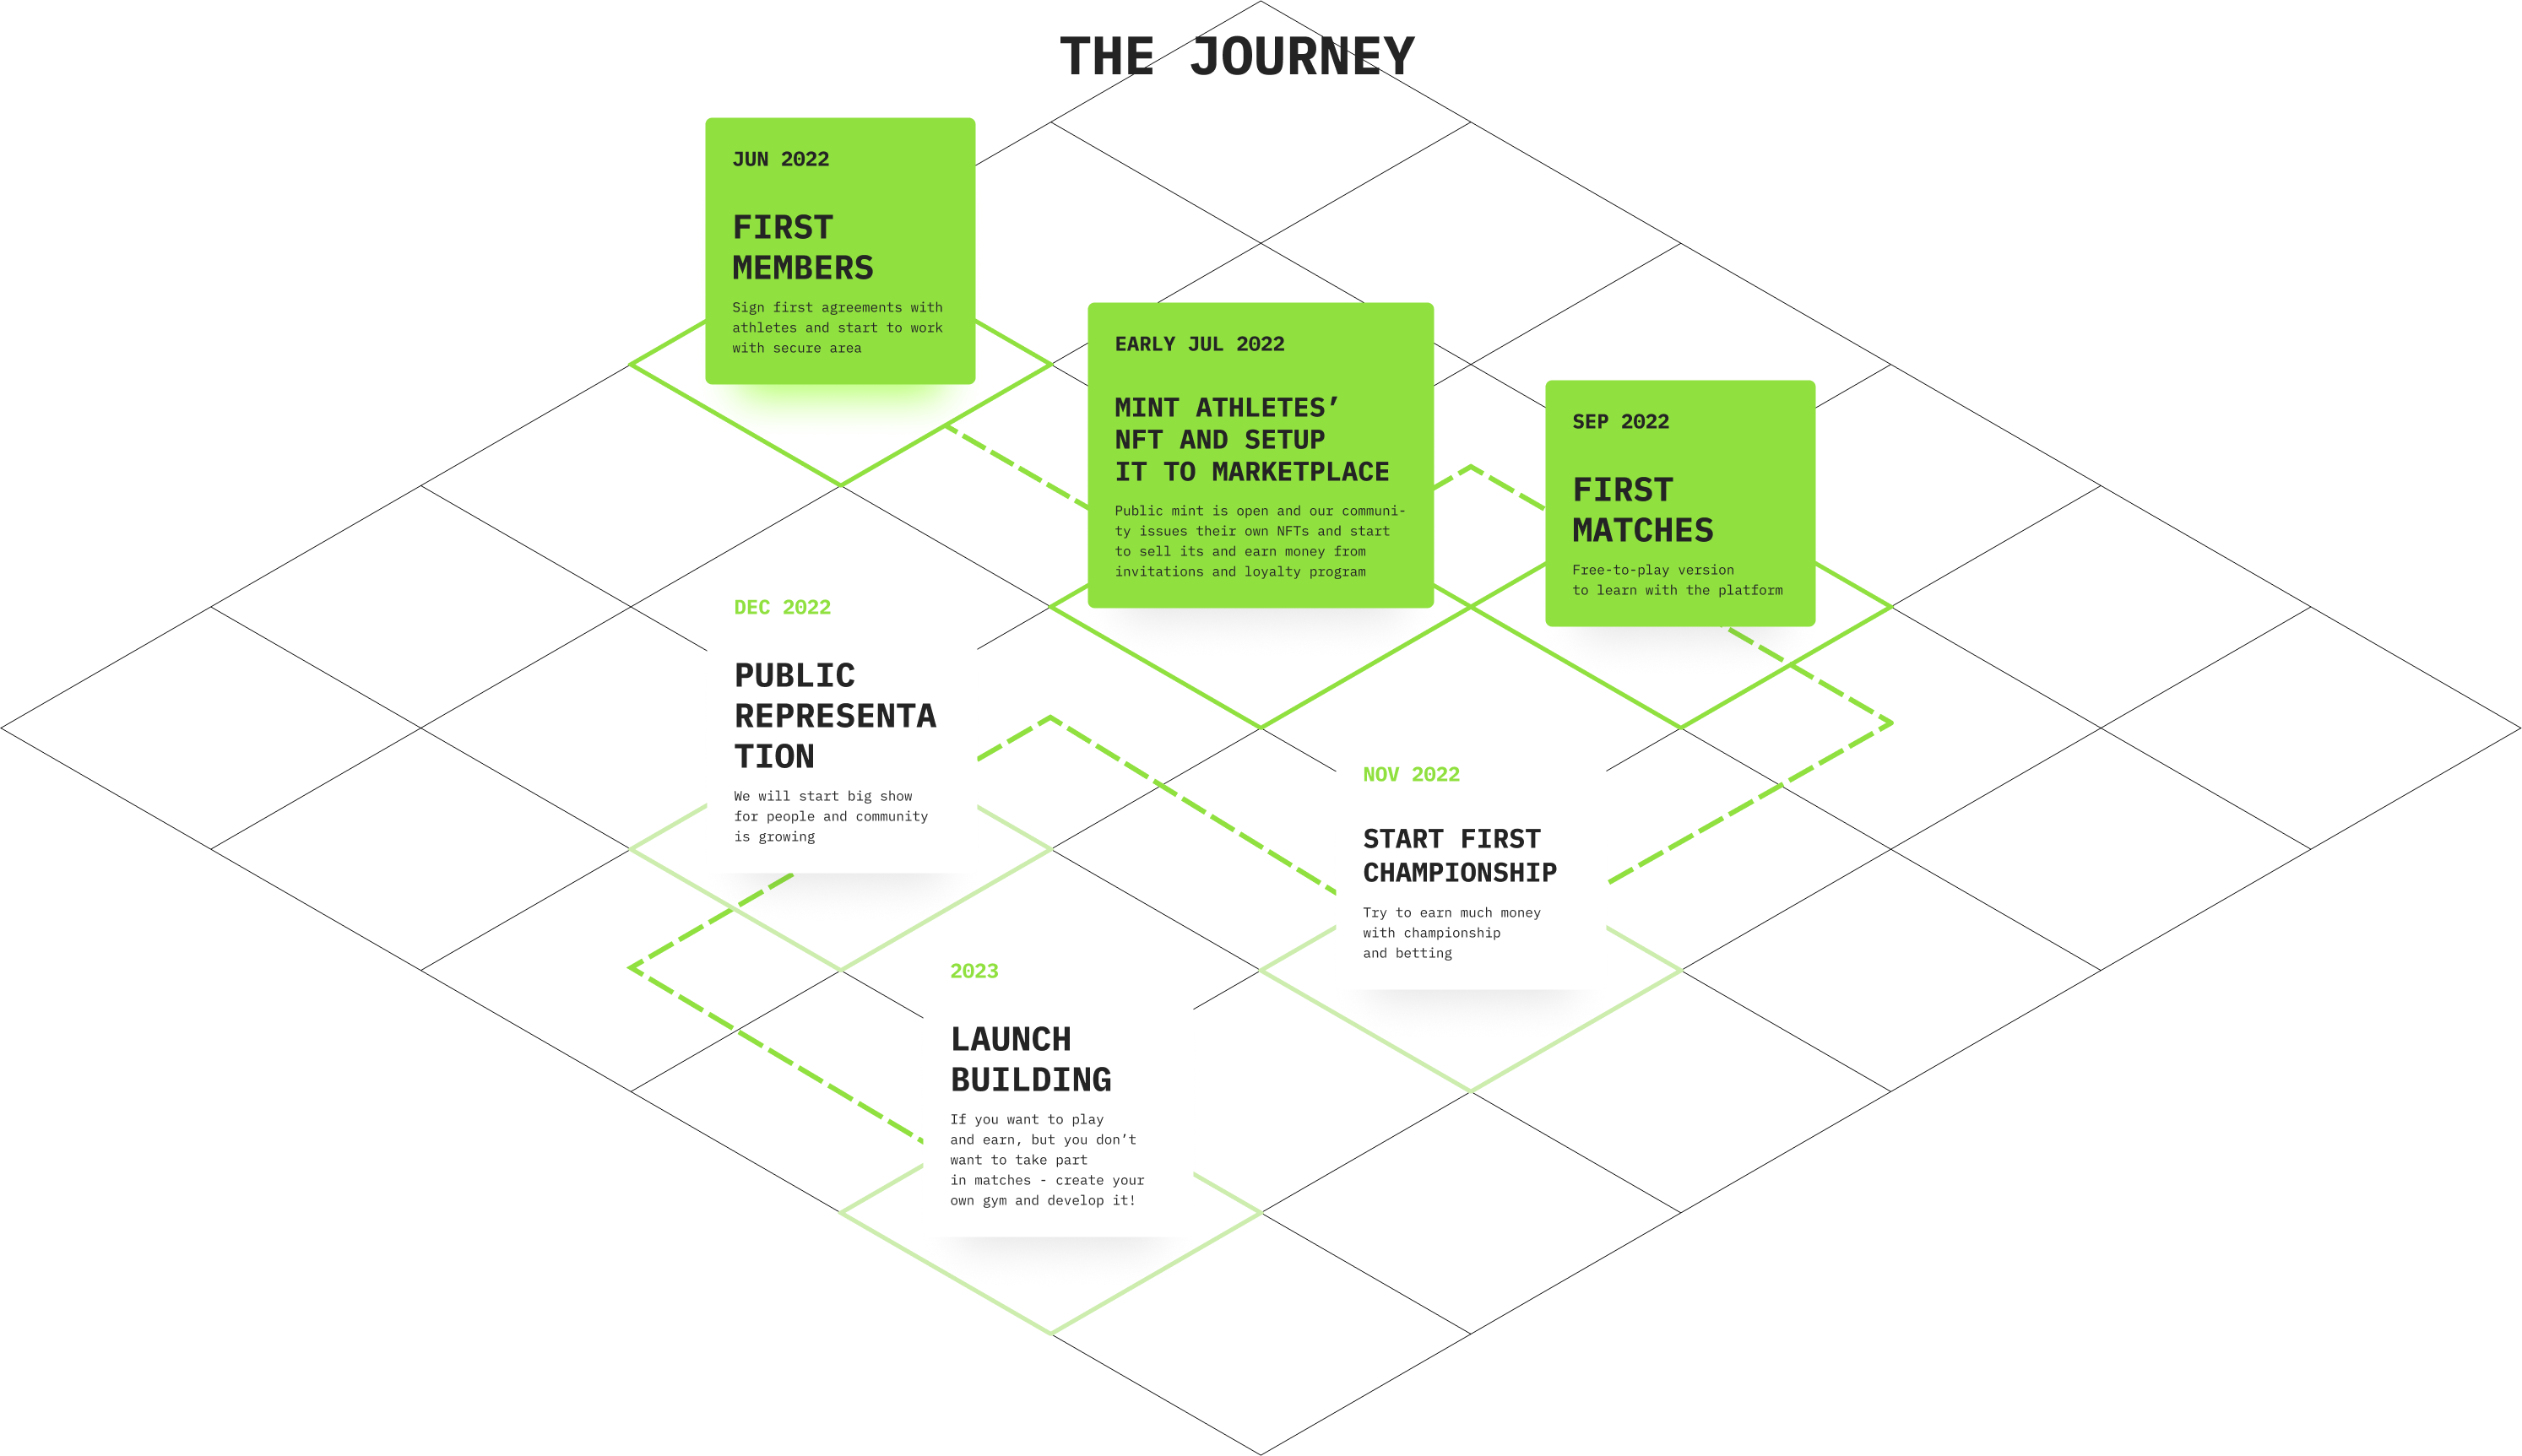 THE JOURNEY
JUN 2022
FIRST
MEMBERS
Sign first agreements with
athletes and start to work
with secure area
EARLY JUL 2022
MINT ATHLETES’
NFT AND SETUP
IT TO MARKETPLACE
Public mint is open and our communi-
ty issues their own NFTs and start
to sell its and earn money from
invitations and loyalty program
SEP 2022
FIRST
MATCHES
Free-to-play version
to learn with the platform
NOV 2022
START FIRST
CHAMPIONSHIP
Try to earn much money
with championship
and betting
DEC 2022
PUBLIC
REPRESENTA
TION
We will start big show
for people and community
is growing
2023
LAUNCH
BUILDING
If you want to play
and earn, but you don’t
want to take part
in matches - create your
own gym and develop it!